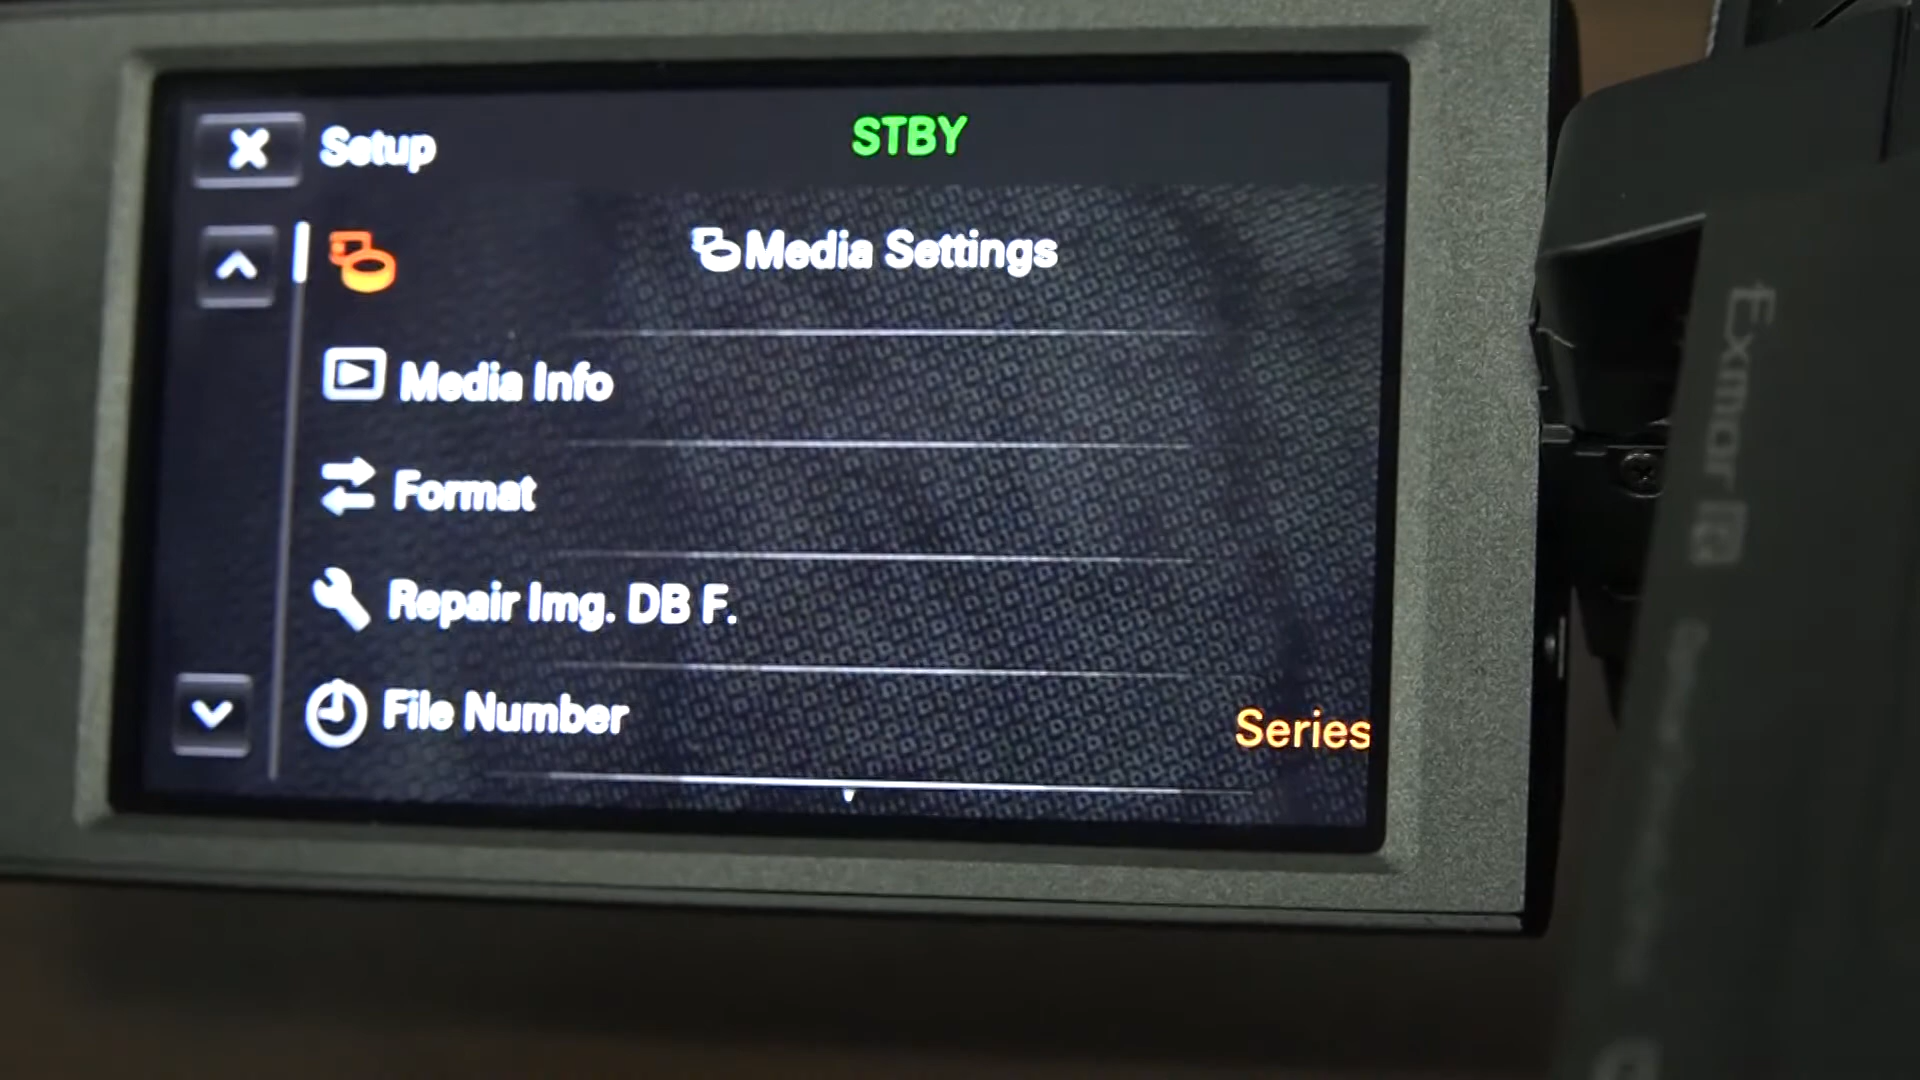 Setup
STBY
Media Settings
Media Info
Format
Repair Img. DB F.
File Number
Series
Exmor R